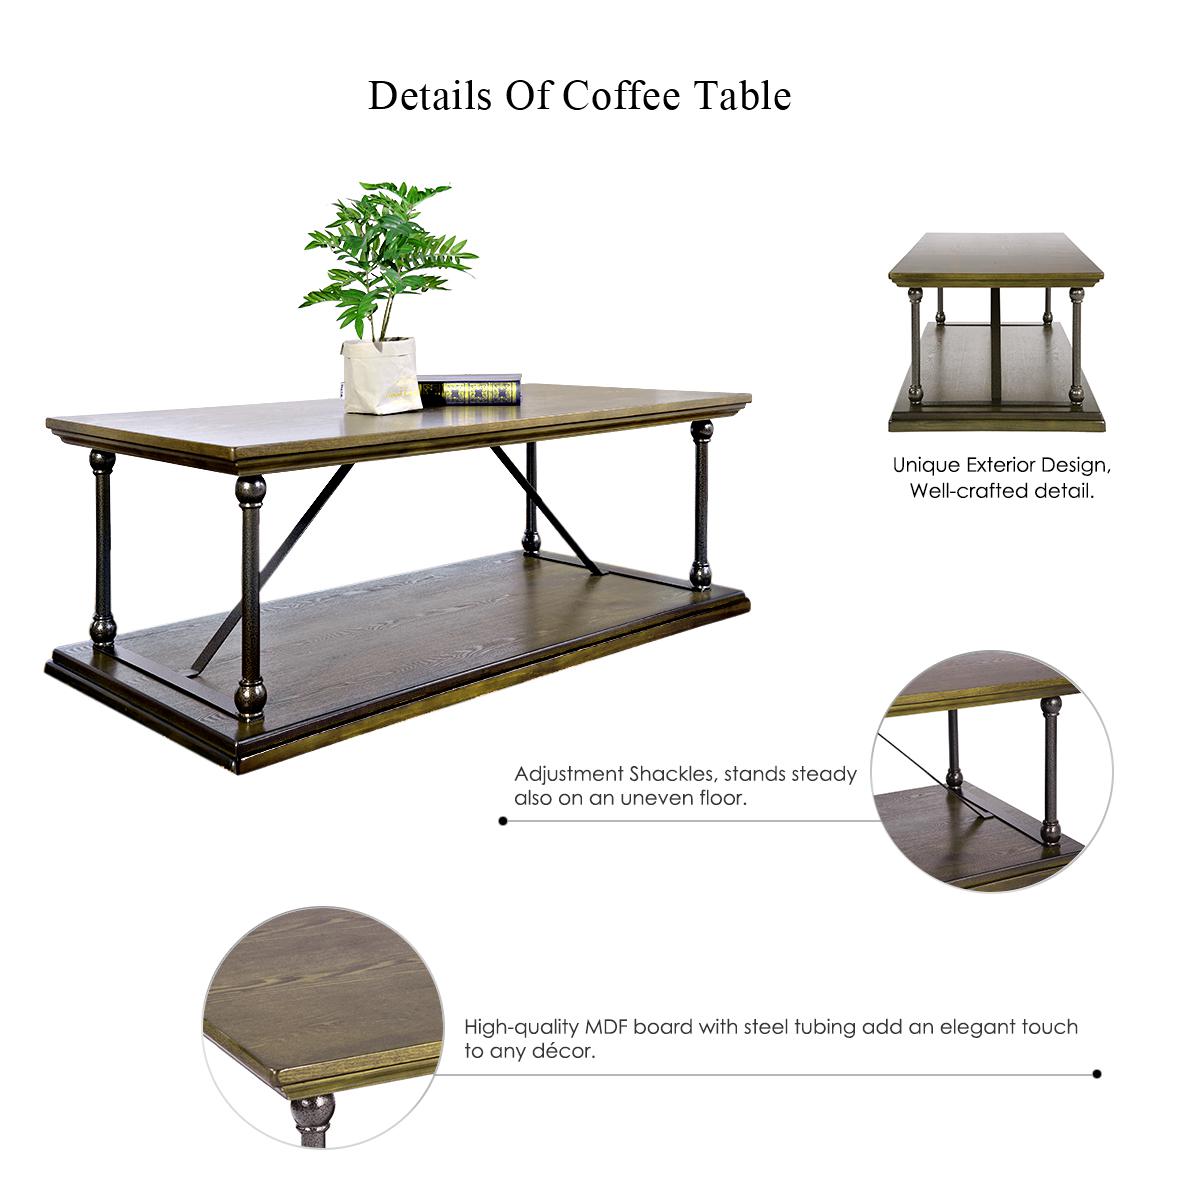 Details Of Coffee Table
Unique Exterior Design,
Well-crafted detail.
Adjustment Shackles, stands steady
also on an uneven floor.
High-quality MDF board with steel tubing add an elegant touch
to any décor.